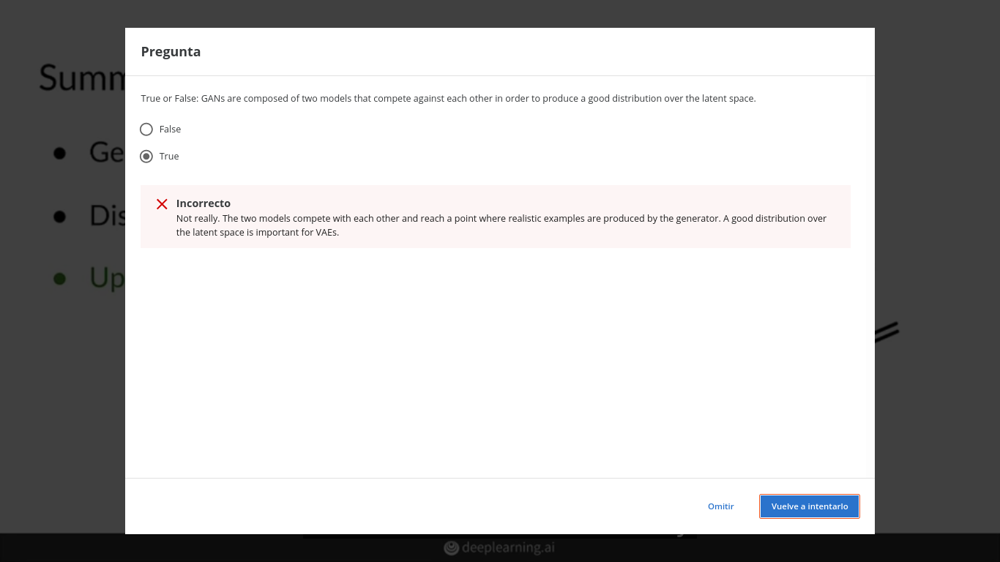 Pregunta
Summ
True or False: GANs are composed of two models that compete against each other in order to produce a good distribution over the latent space.
False
True
Ge
Incorrecto
Not really. The two models compete with each other and reach a point where realistic examples are produced by the generator. A good distribution over
the latent space is important for VAEs.
Dis
Up
Omitir
Vuelve a intentarlo
deeplearning.ai